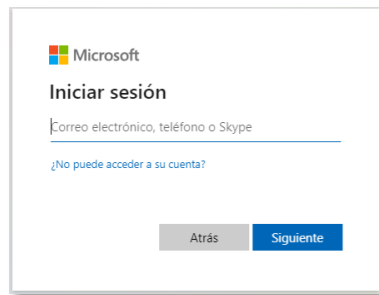 Microsoft
Iniciar sesión
Correo electrónico, teléfono o Skype
¿No puede acceder a su cuenta?
Atrás
Siguiente